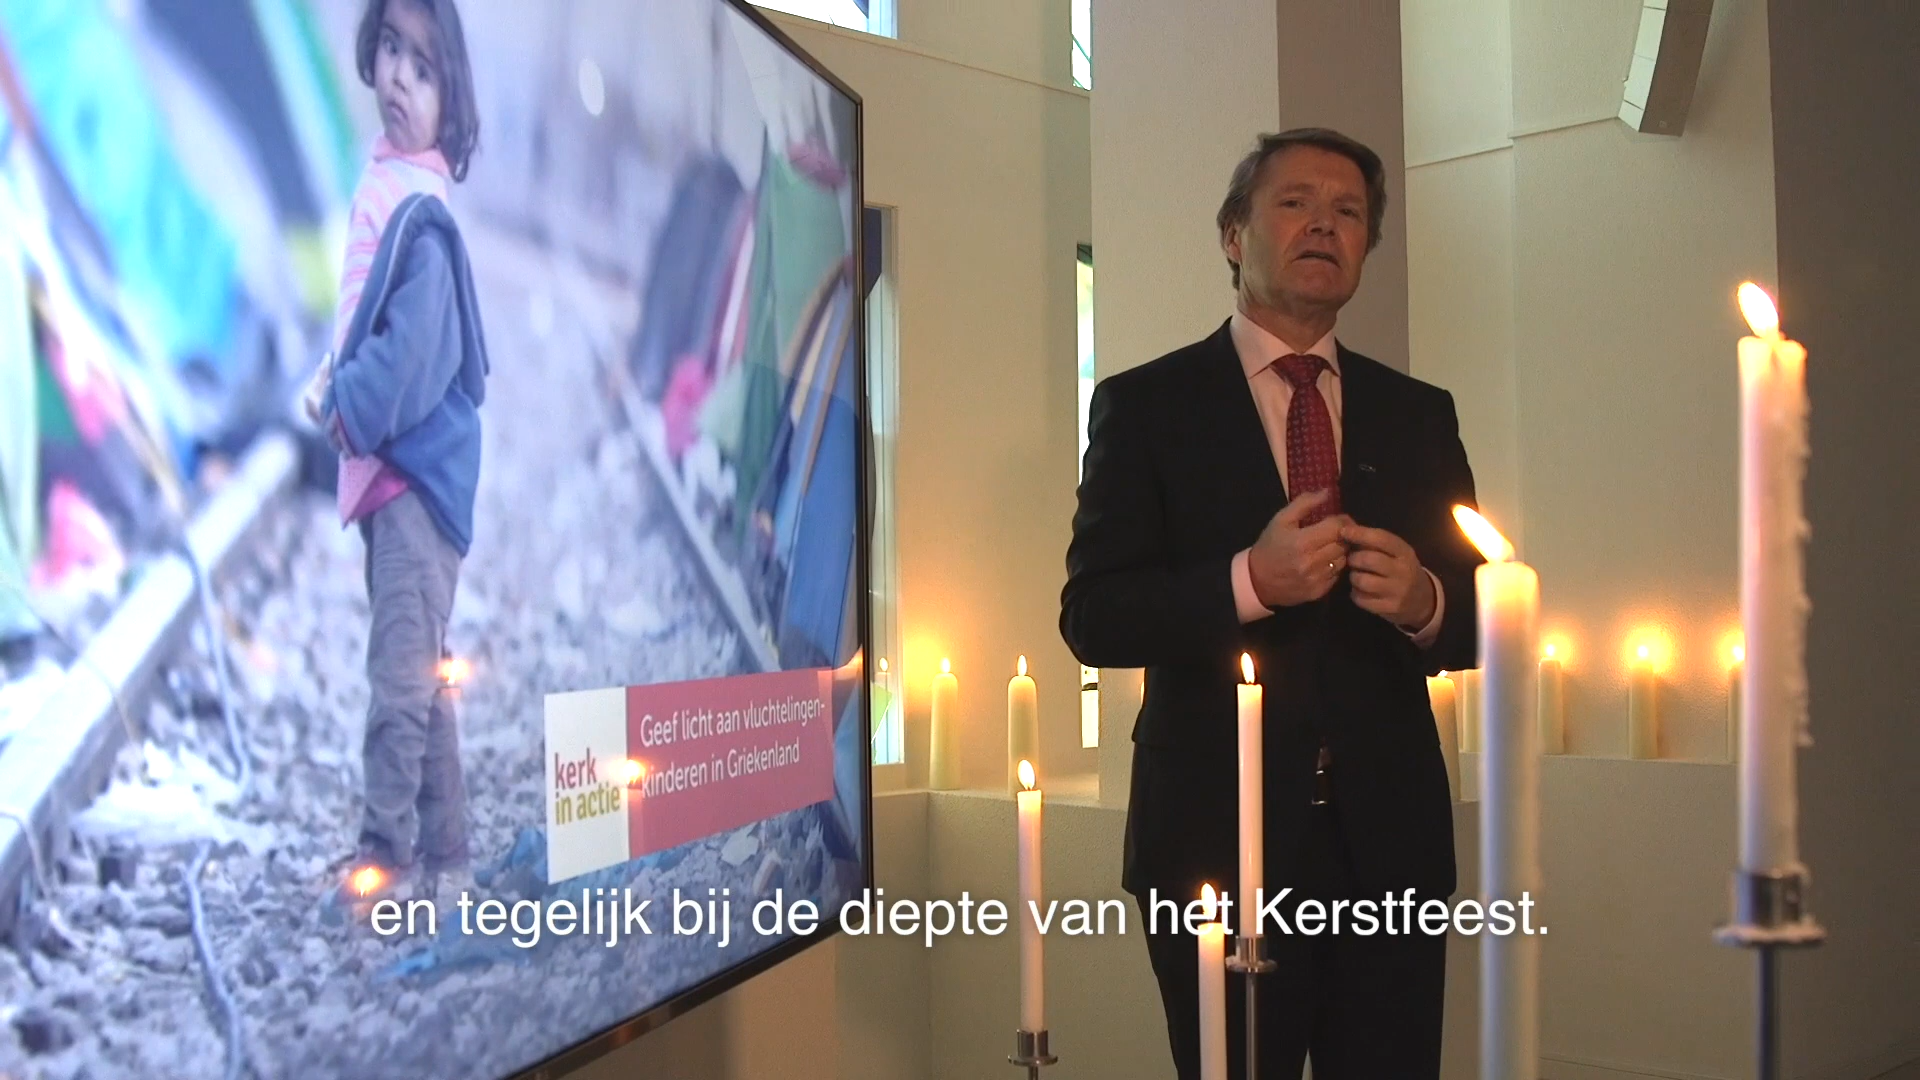 kerk
in actie
Geef licht aan vluchtelingen-
kinderen in Griekenland
en tegelijk bij de diepte van het Kerstfeest.